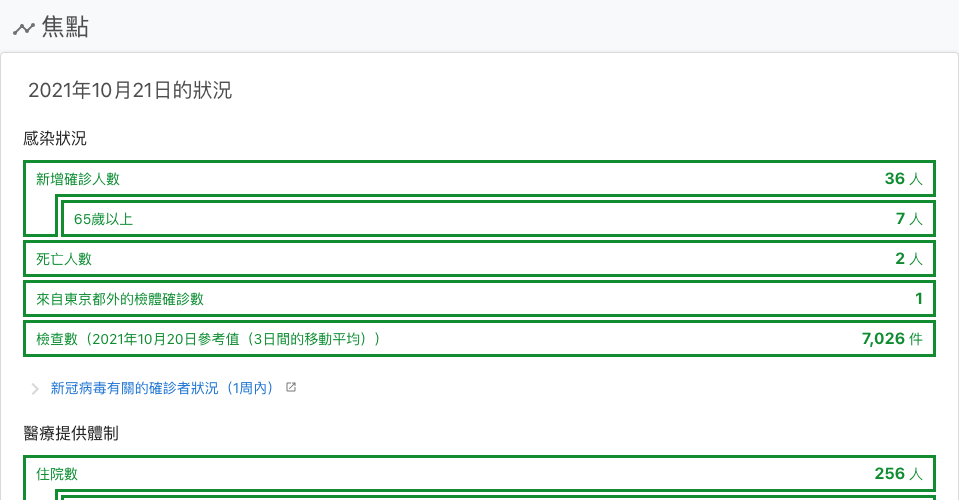 焦點
2021年10月21日的狀況
感染狀況
新增確診人數 36 人
65歲以上 7 人
死亡人數 2 人
來自東京都外的檢體確診數 1
檢查數（2021年10月20日參考值（3日間的移動平均）） 7,026 件
新冠病毒有關的確診者狀況（1周內）
醫療提供體制
住院數 256 人